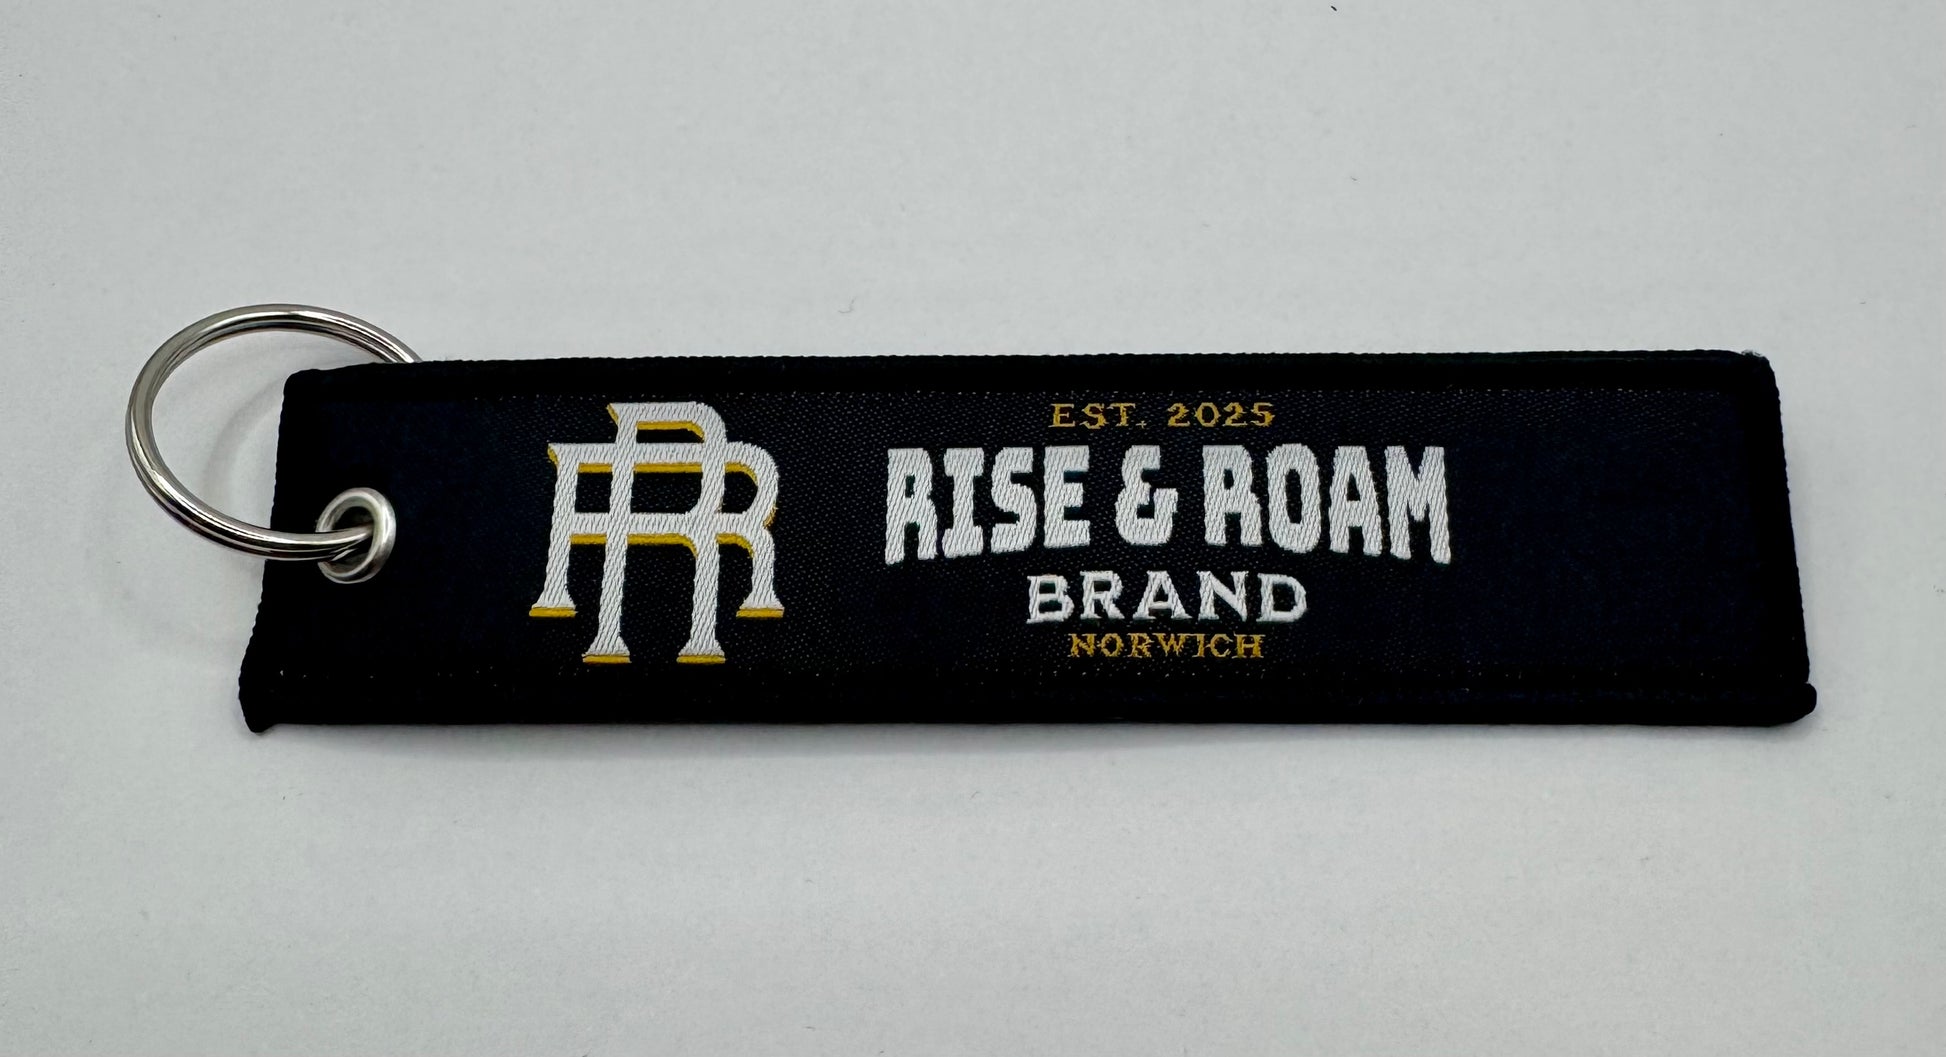 RR
EST. 2025
RISE & ROAM
BRAND
NORWICH